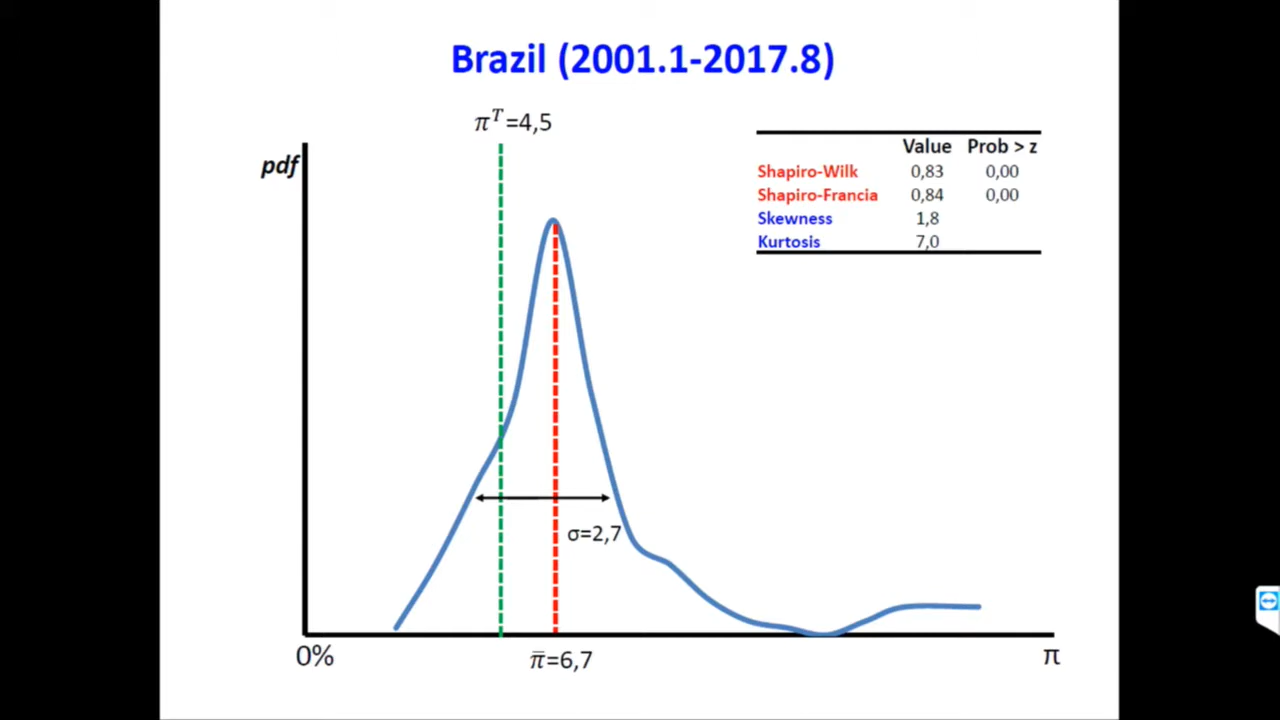 Brazil (2001.1-2017.8)
π^T=4,5
pdf
Value Prob > z
Shapiro-Wilk 0,83 0,00
Shapiro-Francia 0,84 0,00
Skewness 1,8
Kurtosis 7,0
σ=2,7
0% π̅=6,7 π